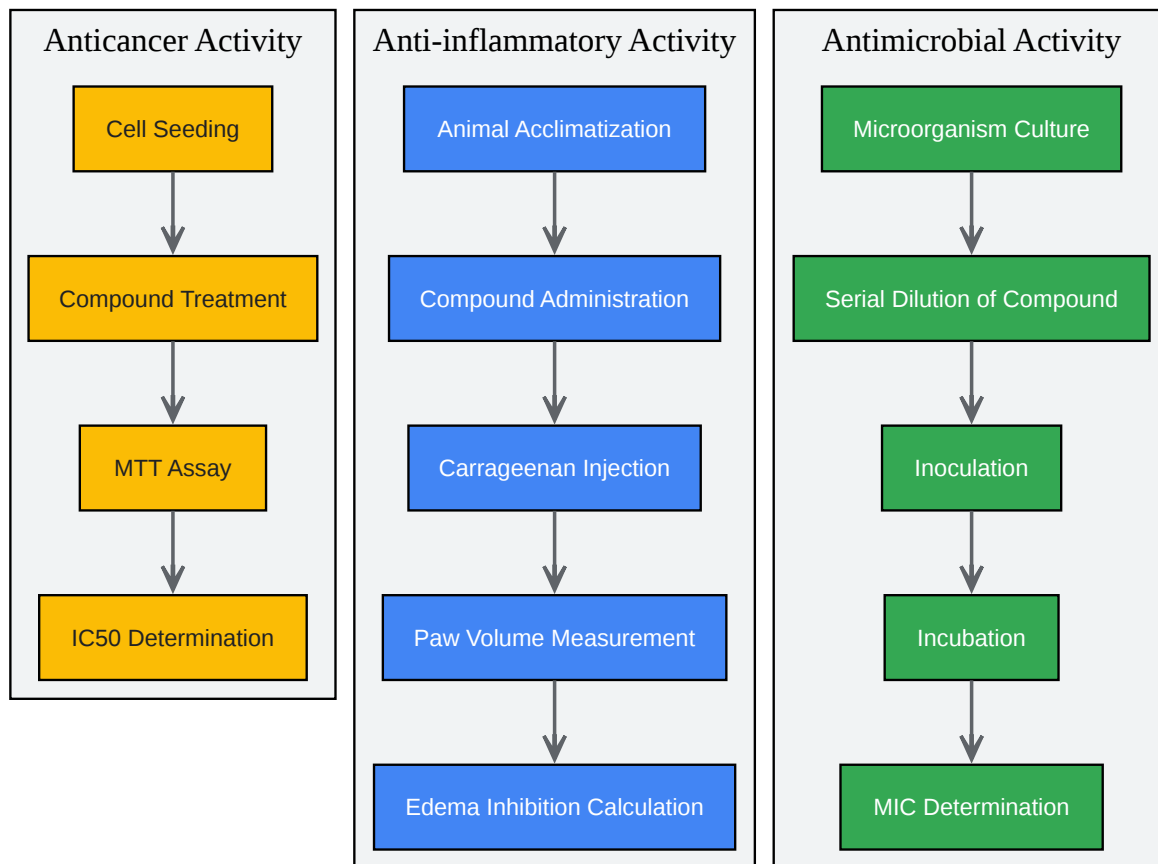 Anticancer Activity
Cell Seeding
Compound Treatment
MTT Assay
IC50 Determination
Anti-inflammatory Activity
Animal Acclimatization
Compound Administration
Carrageenan Injection
Paw Volume Measurement
Edema Inhibition Calculation
Antimicrobial Activity
Microorganism Culture
Serial Dilution of Compound
Inoculation
Incubation
MIC Determination